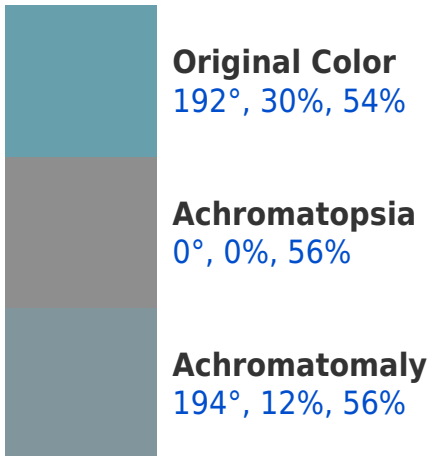 Original Color
192°, 30%, 54%
Achromatopsia
0°, 0%, 56%
Achromatomaly
194°, 12%, 56%